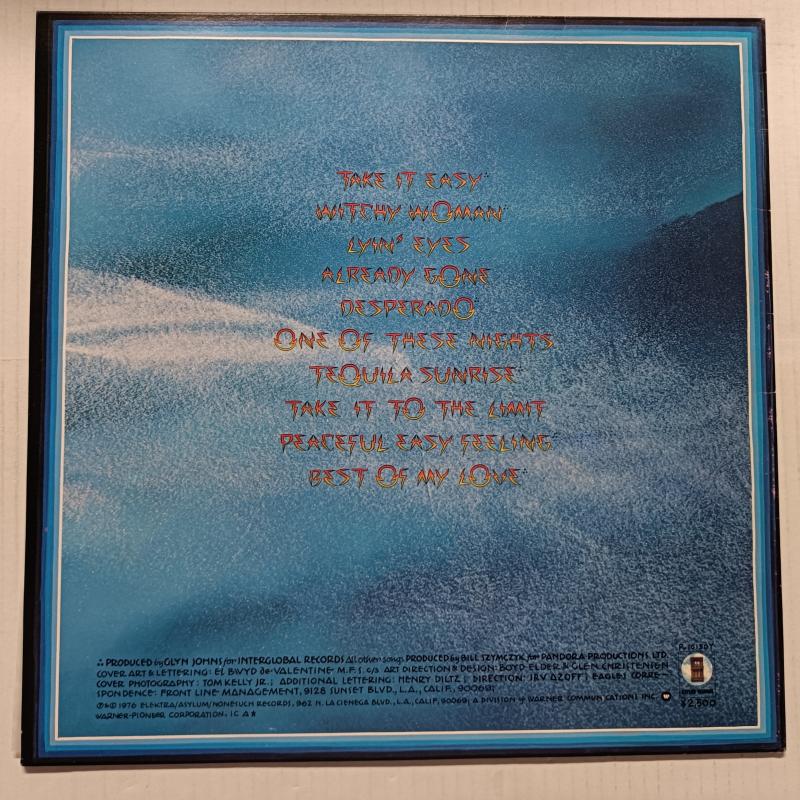 TAKE IT EASY∴
WITCHY WOMAN∴
LYIN' EYES
ALREADY GONE
DESPERADO∴
ONE OF THESE NIGHTS
TEQUILA SUNRISE∴
TAKE IT TO THE LIMIT
PEACEFUL EASY FEELING∴
BEST OF MY LOVE∴
P-10130Y
∴ PRODUCED by GLYN JOHNS for INTERGLOBAL RECORDS All other songs PRODUCED by BILL SZYMCZYK for PANDORA PRODUCTIONS LTD.
COVER ART & LETTERING: EL BWYD de-VALENTINE M.F.S. c/s ART DIRECTION & DESIGN: BOYD ELDER & GLEN CHRISTENSEN
COVER PHOTOGRAPHY: TOM KELLY JR.; ADDITIONAL LETTERING: HENRY DILTZ; DIRECTION: IRV AZOFF; EAGLES CORRE-
SPONDENCE: FRONT LINE MANAGEMENT, 9128 SUNSET BLVD., L.A., CALIF. 90069;
℗&© 1976 ELEKTRA/ASYLUM/NONESUCH RECORDS, 962 N. LA CIENEGA BLVD., L.A., CALIF. 90069; A DIVISION of WARNER COMMUNICATIONS INC.
WARNER-PIONEER CORPORATION,
¥2,500